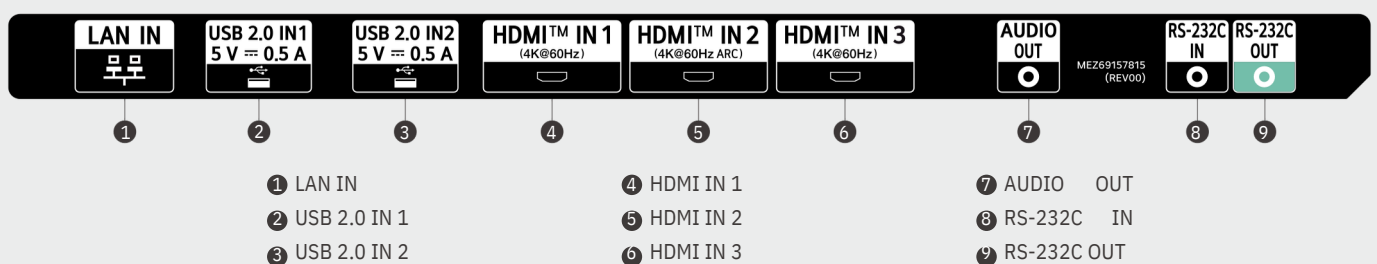 LAN IN
USB 2.0 IN1
5 V ⎓ 0.5 A
USB 2.0 IN2
5 V ⎓ 0.5 A
HDMI™ IN 1
(4K@60Hz)
HDMI™ IN 2
(4K@60Hz ARC)
HDMI™ IN 3
(4K@60Hz)
AUDIO
OUT
MEZ69157815
(REV00)
RS-232C
IN
RS-232C
OUT
1
2
3
4
5
6
7
8
9
1 LAN IN
2 USB 2.0 IN 1
3 USB 2.0 IN 2
4 HDMI IN 1
5 HDMI IN 2
6 HDMI IN 3
7 AUDIO OUT
8 RS-232C IN
9 RS-232C OUT